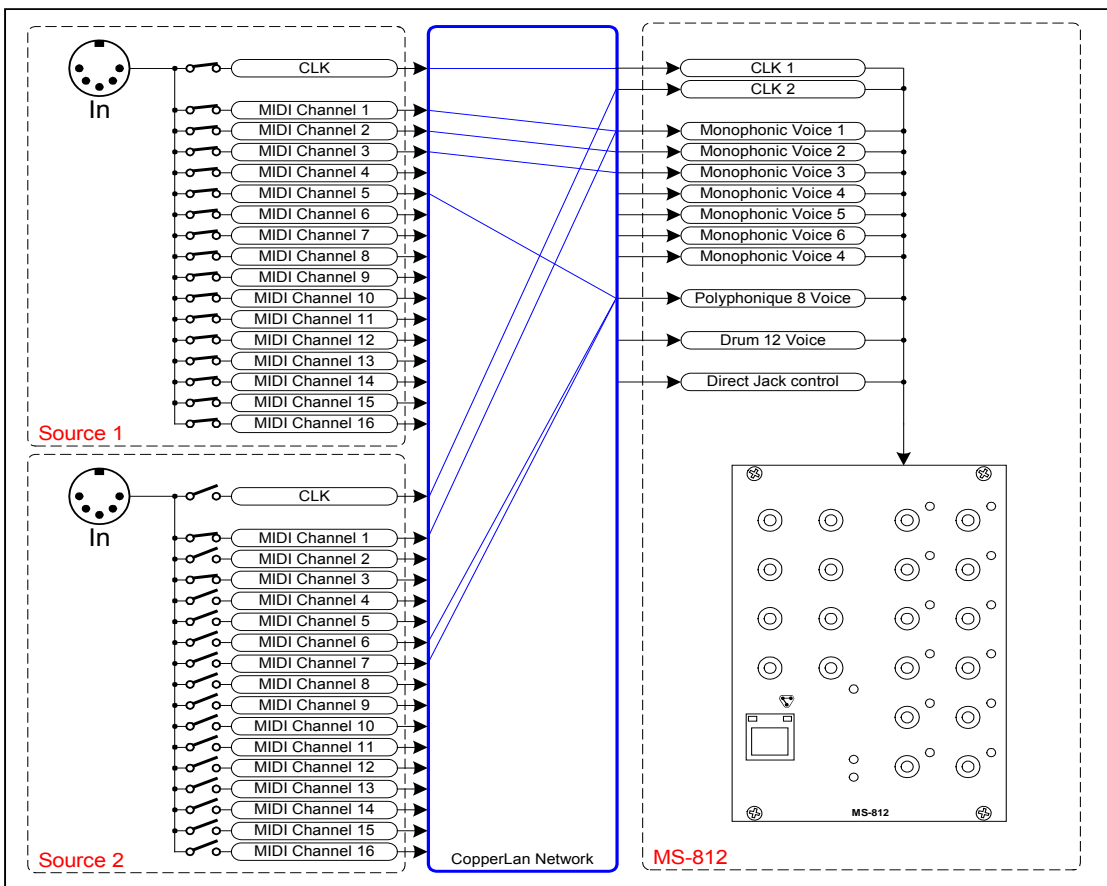 In
CLK
MIDI Channel 1
MIDI Channel 2
MIDI Channel 3
MIDI Channel 4
MIDI Channel 5
MIDI Channel 6
MIDI Channel 7
MIDI Channel 8
MIDI Channel 9
MIDI Channel 10
MIDI Channel 11
MIDI Channel 12
MIDI Channel 13
MIDI Channel 14
MIDI Channel 15
MIDI Channel 16
Source 1
In
CLK
MIDI Channel 1
MIDI Channel 2
MIDI Channel 3
MIDI Channel 4
MIDI Channel 5
MIDI Channel 6
MIDI Channel 7
MIDI Channel 8
MIDI Channel 9
MIDI Channel 10
MIDI Channel 11
MIDI Channel 12
MIDI Channel 13
MIDI Channel 14
MIDI Channel 15
MIDI Channel 16
Source 2
CopperLan Network
CLK 1
CLK 2
Monophonic Voice 1
Monophonic Voice 2
Monophonic Voice 3
Monophonic Voice 4
Monophonic Voice 5
Monophonic Voice 6
Monophonic Voice 4
Polyphonique 8 Voice
Drum 12 Voice
Direct Jack control
MS-812
MS-812